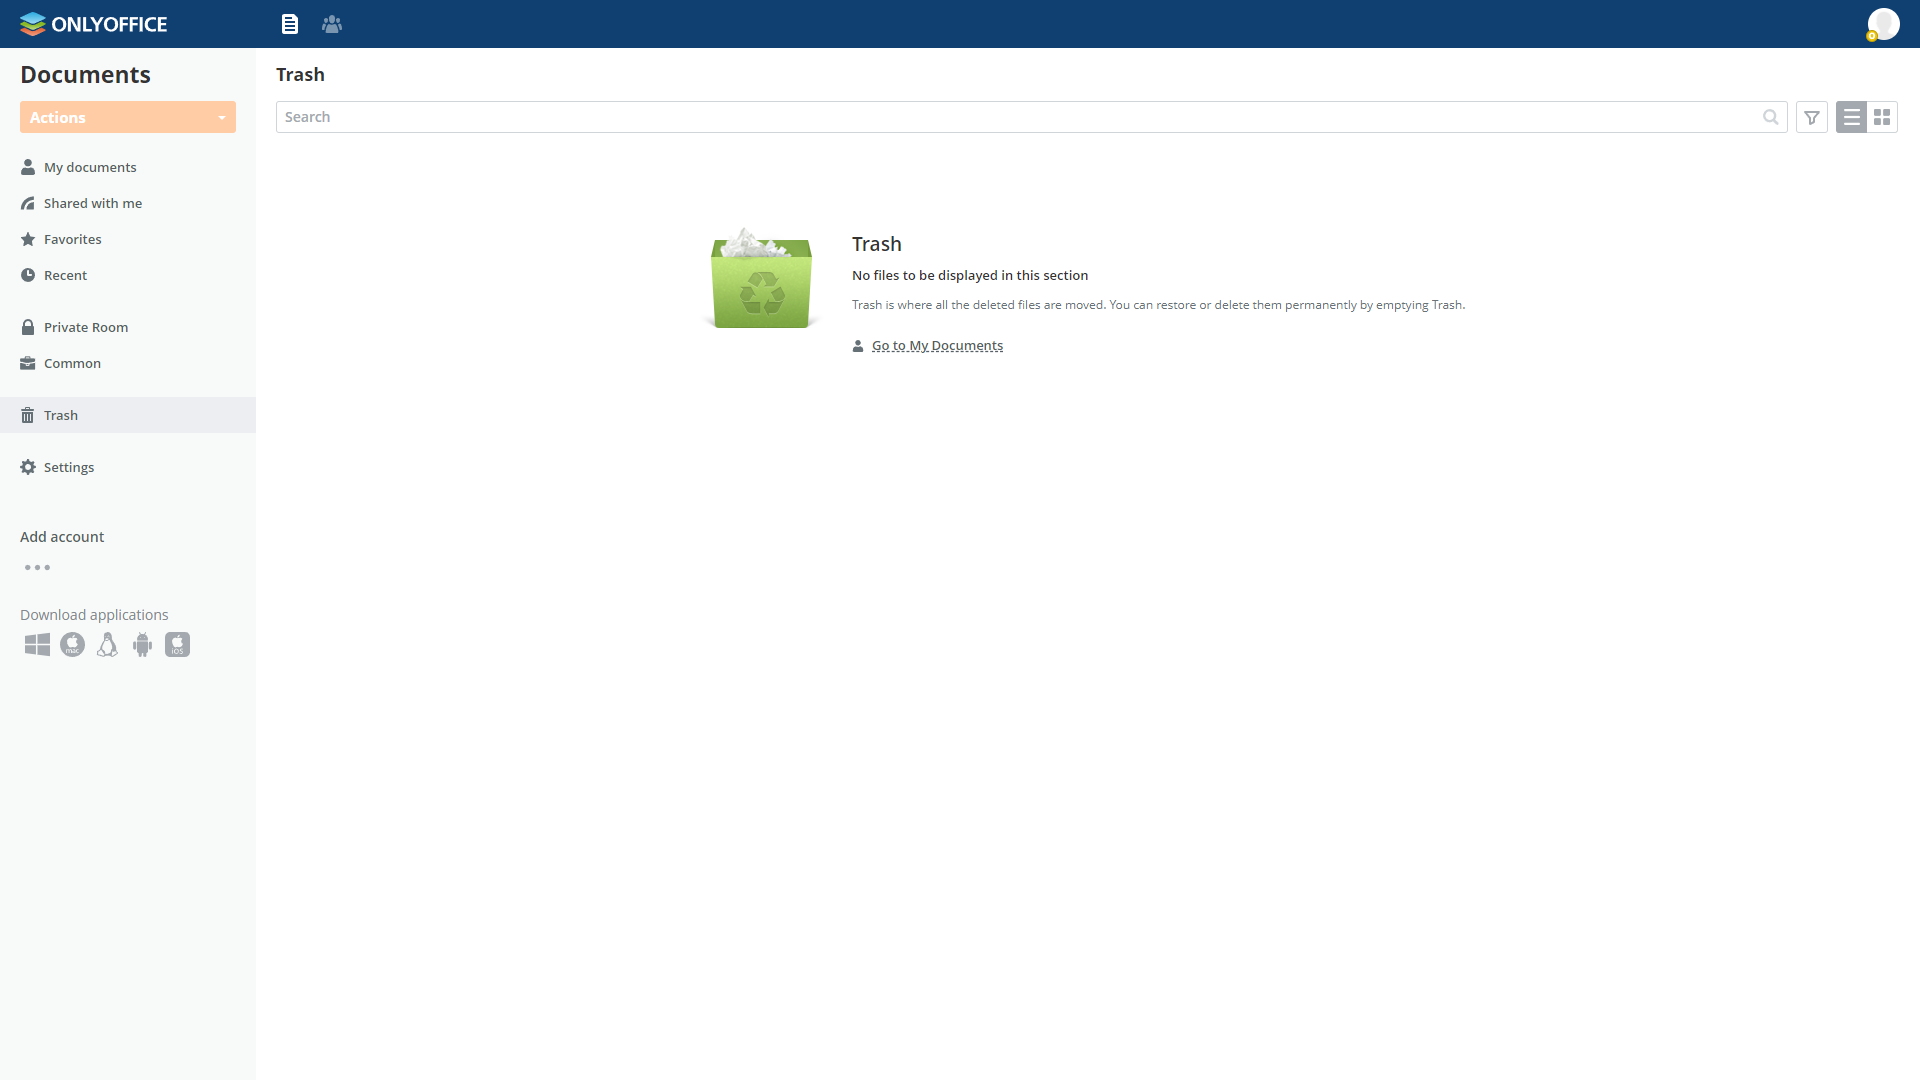 ONLYOFFICE
Documents
Actions
My documents
Shared with me
Favorites
Recent
Private Room
Common
Trash
Settings
Add account
Download applications
mac
iOS
Trash
Search
Trash
No files to be displayed in this section
Trash is where all the deleted files are moved. You can restore or delete them permanently by emptying Trash.
Go to My Documents